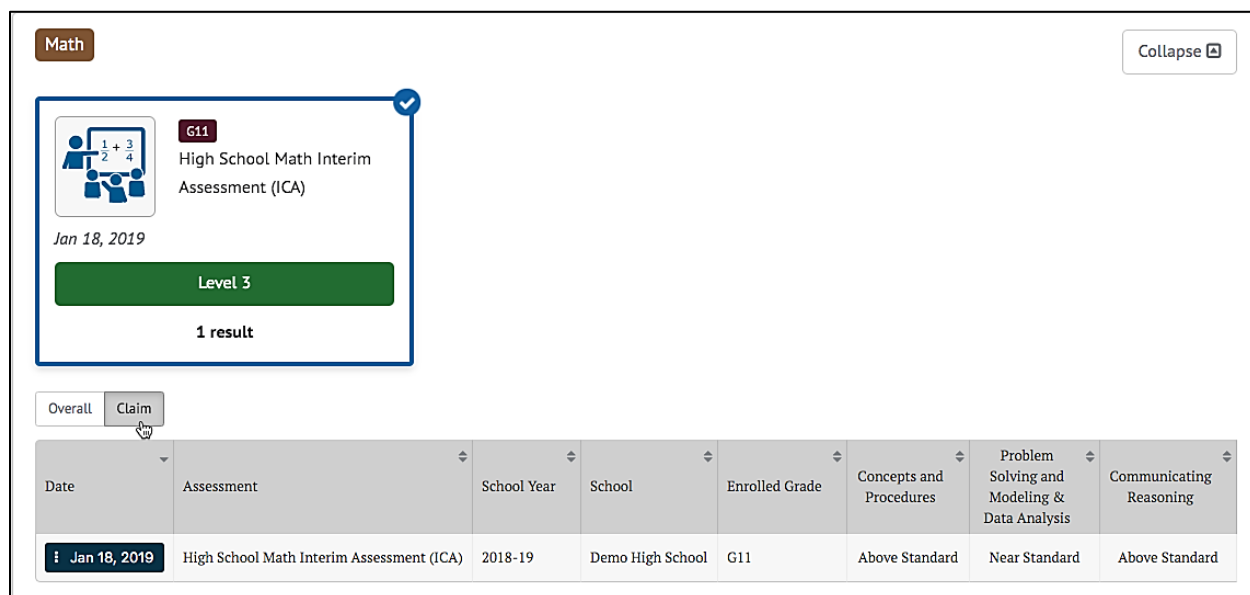 Math
Collapse
1/2 + 3/4
G11
High School Math Interim
Assessment (ICA)
Jan 18, 2019
Level 3
1 result
Overall Claim
Date Assessment School Year School Enrolled Grade
Concepts and
Procedures
Problem
Solving and
Modeling &
Data Analysis
Communicating
Reasoning
Jan 18, 2019 High School Math Interim Assessment (ICA) 2018-19 Demo High School G11 Above Standard Near Standard Above Standard